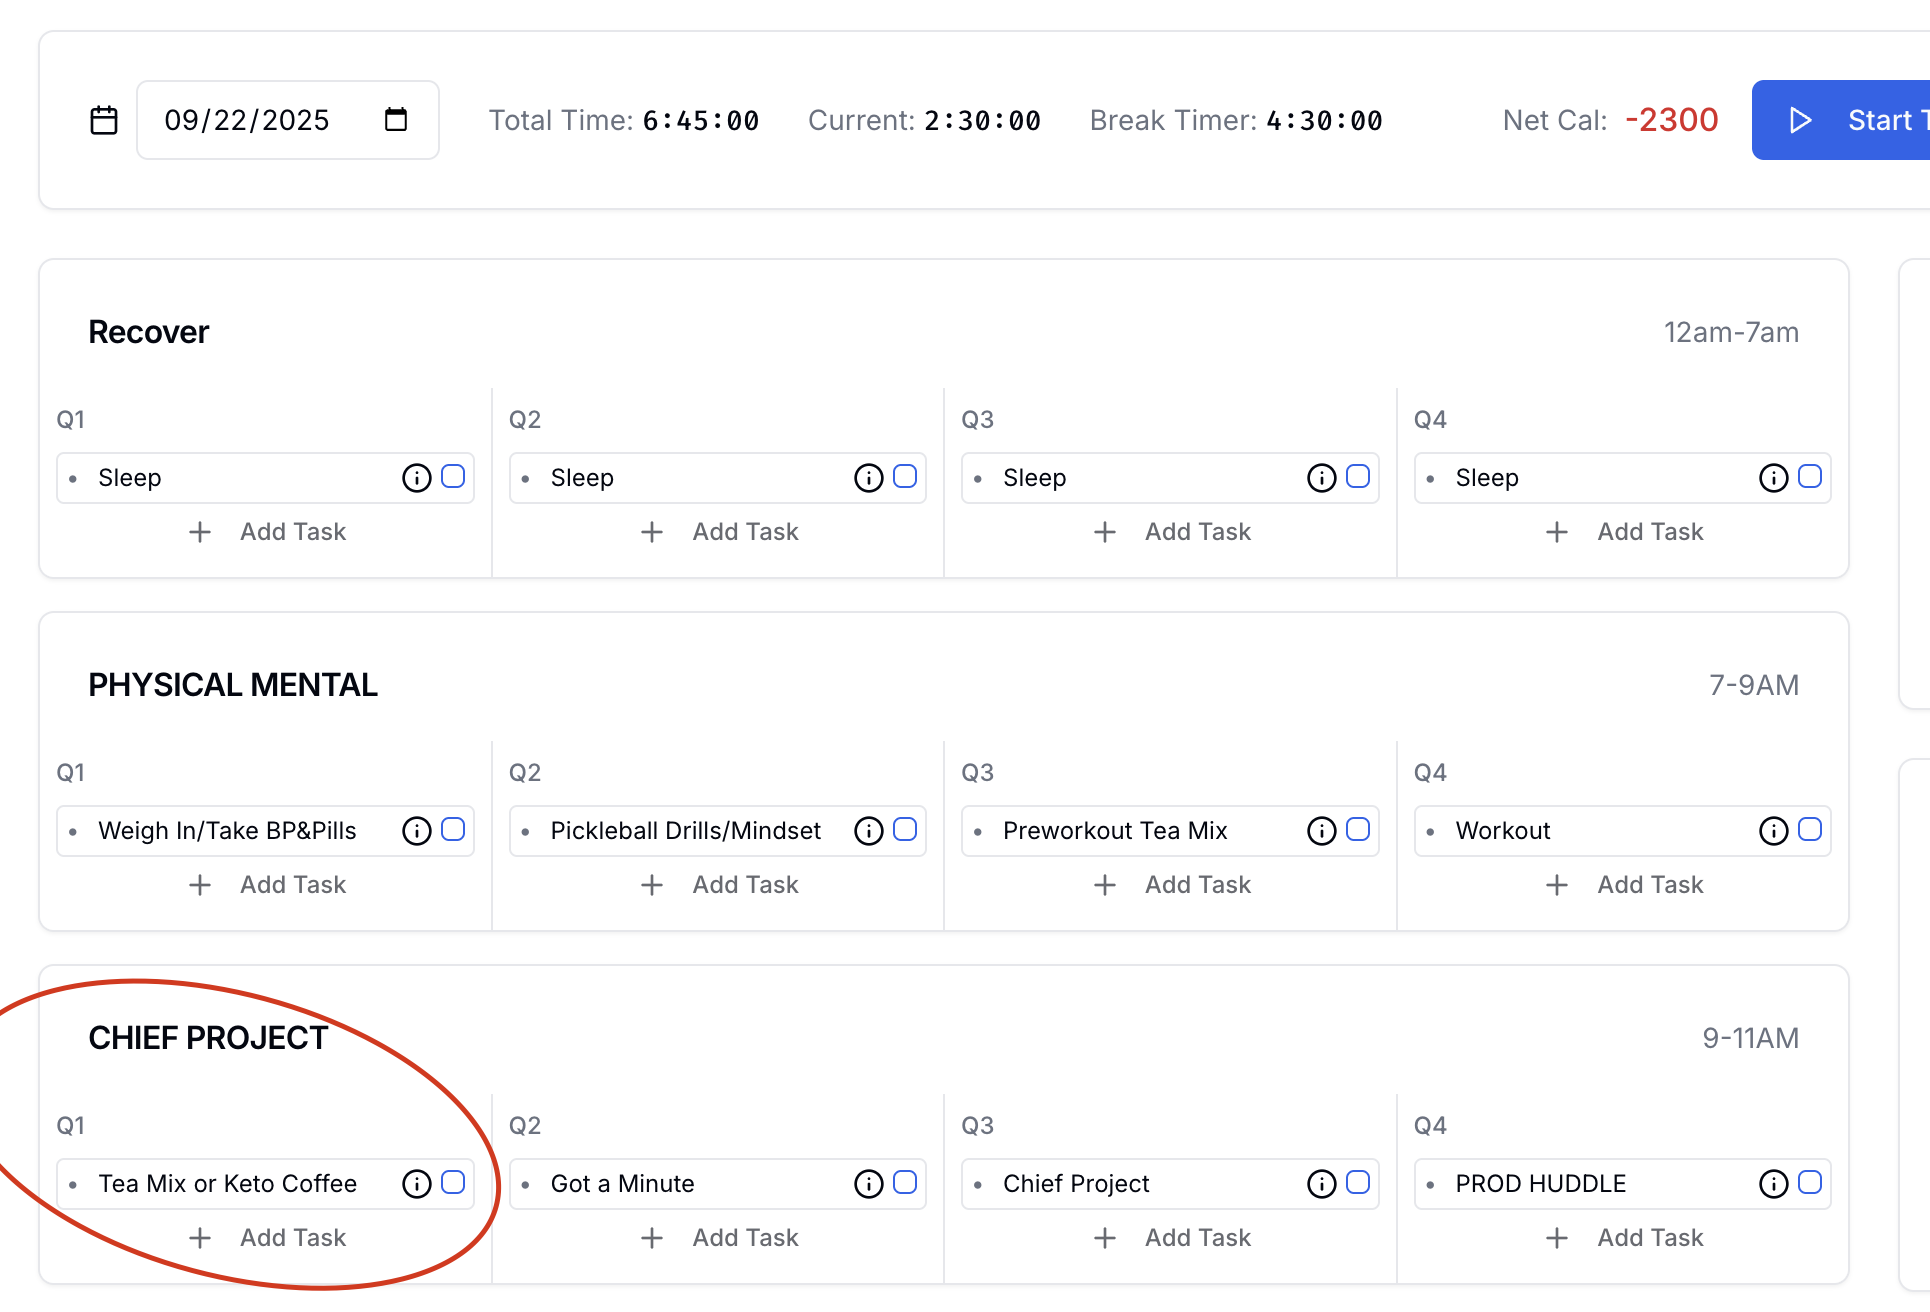 09/22/2025 Total Time: 6:45:00 Current: 2:30:00 Break Timer: 4:30:00 Net Cal: -2300 Start
Recover 12am-7am
Q1 Q2 Q3 Q4
• Sleep • Sleep • Sleep • Sleep
+ Add Task + Add Task + Add Task + Add Task
PHYSICAL MENTAL 7-9AM
Q1 Q2 Q3 Q4
• Weigh In/Take BP&Pills • Pickleball Drills/Mindset • Preworkout Tea Mix • Workout
+ Add Task + Add Task + Add Task + Add Task
CHIEF PROJECT 9-11AM
Q1 Q2 Q3 Q4
• Tea Mix or Keto Coffee • Got a Minute • Chief Project • PROD HUDDLE
+ Add Task + Add Task + Add Task + Add Task